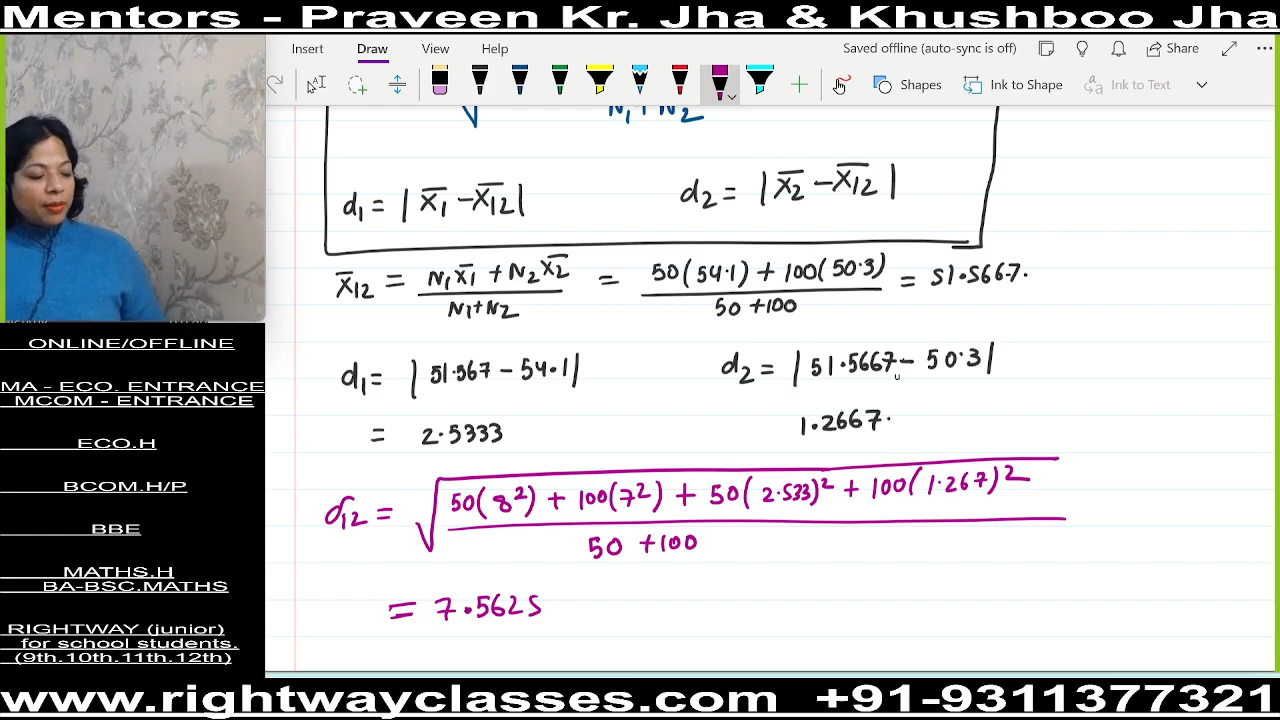 Mentors - Praveen Kr. Jha & Khushboo Jha
Insert Draw View Help Saved offline (auto-sync is off) Share
Shapes Ink to Shape Ink to Text
N₁+N₂
d₁ = |X̄₁ - X̄₁₂| d₂ = |X̄₂ - X̄₁₂|
X̄₁₂ = (N₁X̄₁ + N₂X̄₂)/(N₁+N₂) = (50(54.1) + 100(50.3))/(50+100) = 51.5667.
d₁ = |51.567 - 54.1| d₂ = |51.5667 - 50.3|
= 2.5333 1.2667.
σ₁₂ = √((50(8²) + 100(7²) + 50(2.533)² + 100(1.267)²)/(50+100))
= 7.5625
ONLINE/OFFLINE
MA - ECO. ENTRANCE
MCOM - ENTRANCE
ECO.H
BCOM.H/P
BBE
MATHS.H
BA-BSC.MATHS
RIGHTWAY (junior)
for school students.
(9th.10th.11th.12th)
www.rightwayclasses.com +91-9311377321